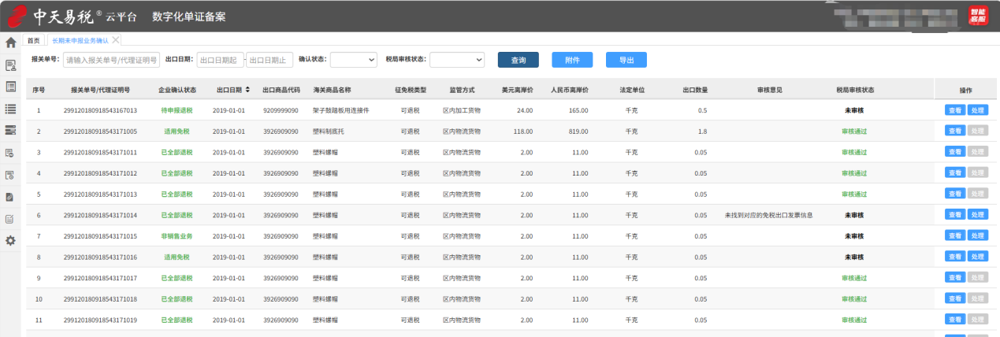 中天易税® 云平台 数字化单证备案 智能客服
首页 长期未申报业务确认
报关单号: 请输入报关单号/代理证明号 出口日期: 出口日期起 - 出口日期止 确认状态: 税局审核状态: 查询 附件 导出
序号 报关单号/代理证明号 企业确认状态 出口日期 出口商品代码 海关商品名称 征免税类型 监管方式 美元离岸价 人民币离岸价 法定单位 出口数量 审核意见 税局审核状态 操作
1 299120180918543167013 待申报退税 2019-01-01 9209999090 架子鼓踏板用连接件 可退税 区内加工货物 24.00 165.00 千克 0.5 未审核 查看 处理
2 299120180918543171005 适用免税 2019-01-01 3926909090 塑料制底托 可退税 区内物流货物 118.00 819.00 千克 1.8 审核通过 查看 处理
3 299120180918543171011 已全部退税 2019-01-01 3926909090 塑料螺帽 可退税 区内物流货物 2.00 11.00 千克 0.05 审核通过 查看 处理
4 299120180918543171012 已全部退税 2019-01-01 3926909090 塑料螺帽 可退税 区内物流货物 2.00 11.00 千克 0.05 审核通过 查看 处理
5 299120180918543171013 已全部退税 2019-01-01 3926909090 塑料螺帽 可退税 区内物流货物 2.00 11.00 千克 0.05 审核通过 查看 处理
6 299120180918543171014 已全部退税 2019-01-01 3926909090 塑料螺帽 可退税 区内物流货物 2.00 11.00 千克 0.05 未找到对应的免税出口发票信息 未审核 查看 处理
7 299120180918543171015 非销售业务 2019-01-01 3926909090 塑料螺帽 可退税 区内物流货物 2.00 11.00 千克 0.05 未审核 查看 处理
8 299120180918543171016 适用免税 2019-01-01 3926909090 塑料螺帽 可退税 区内物流货物 2.00 11.00 千克 0.05 未审核 查看 处理
9 299120180918543171017 已全部退税 2019-01-01 3926909090 塑料螺帽 可退税 区内物流货物 2.00 11.00 千克 0.05 审核通过 查看 处理
10 299120180918543171018 已全部退税 2019-01-01 3926909090 塑料螺帽 可退税 区内物流货物 2.00 11.00 千克 0.05 审核通过 查看 处理
11 299120180918543171019 已全部退税 2019-01-01 3926909090 塑料螺帽 可退税 区内物流货物 2.00 11.00 千克 0.05 审核通过 查看 处理